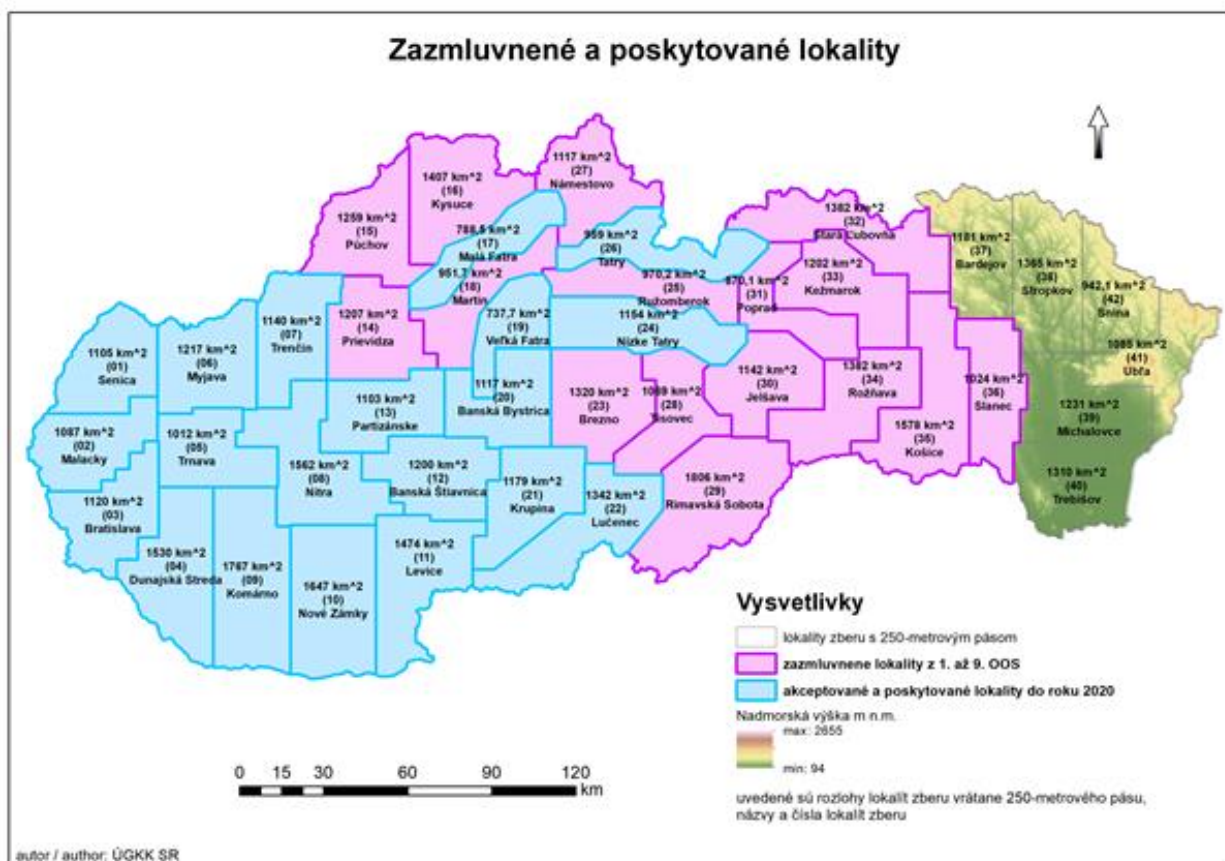 Zazmluvnené a poskytované lokality
1117 km^2
(27)
Námestovo
1407 km^2
(16)
Kysuce
1259 km^2
(15)
Púchov
788,5 km^2
(17)
Malá Fatra
959 km^2
(26)
Tatry
1382 km^2
(32)
Stará Ľubovňa
1181 km^2
(37)
Bardejov
1365 km^2
(38)
Stropkov
942,1 km^2
(42)
Snina
951,7 km^2
(18)
Martin
970,2 km^2
(25)
Ružomberok
870,1 km^2
(31)
Poprad
1202 km^2
(33)
Kežmarok
1140 km^2
(07)
Trenčín
1207 km^2
(14)
Prievidza
737,7 km^2
(19)
Veľká Fatra
1154 km^2
(24)
Nízke Tatry
(41)
Ubľa
1105 km^2
(01)
Senica
1217 km^2
(06)
Myjava
1103 km^2
(13)
Partizánske
1117 km^2
(20)
Banská Bystrica
1320 km^2
(23)
Brezno
(28)
Tisovec
1142 km^2
(30)
Jelšava
1382 km^2
(34)
Rožňava
1024 km^2
(36)
Slanec
1231 km^2
(39)
Michalovce
1087 km^2
(02)
Malacky
1012 km^2
(05)
Trnava
1562 km^2
(08)
Nitra
1200 km^2
(12)
Banská Štiavnica
1179 km^2
(21)
Krupina
1342 km^2
(22)
Lučenec
1806 km^2
(29)
Rimavská Sobota
1578 km^2
(35)
Košice
1310 km^2
(40)
Trebišov
1120 km^2
(03)
Bratislava
1530 km^2
(04)
Dunajská Streda
1767 km^2
(09)
Komárno
1647 km^2
(10)
Nové Zámky
1474 km^2
(11)
Levice
Vysvetlivky
lokality zberu s 250-metrovým pásom
zazmluvnene lokality z 1. až 9. OOS
akceptované a poskytované lokality do roku 2020
Nadmorská výška m n.m.
max: 2655
min: 94
uvedené sú rozlohy lokalít zberu vrátane 250-metrového pásu,
názvy a čísla lokalít zberu
0 15 30 60 90 120
km
autor / author: ÚGKK SR